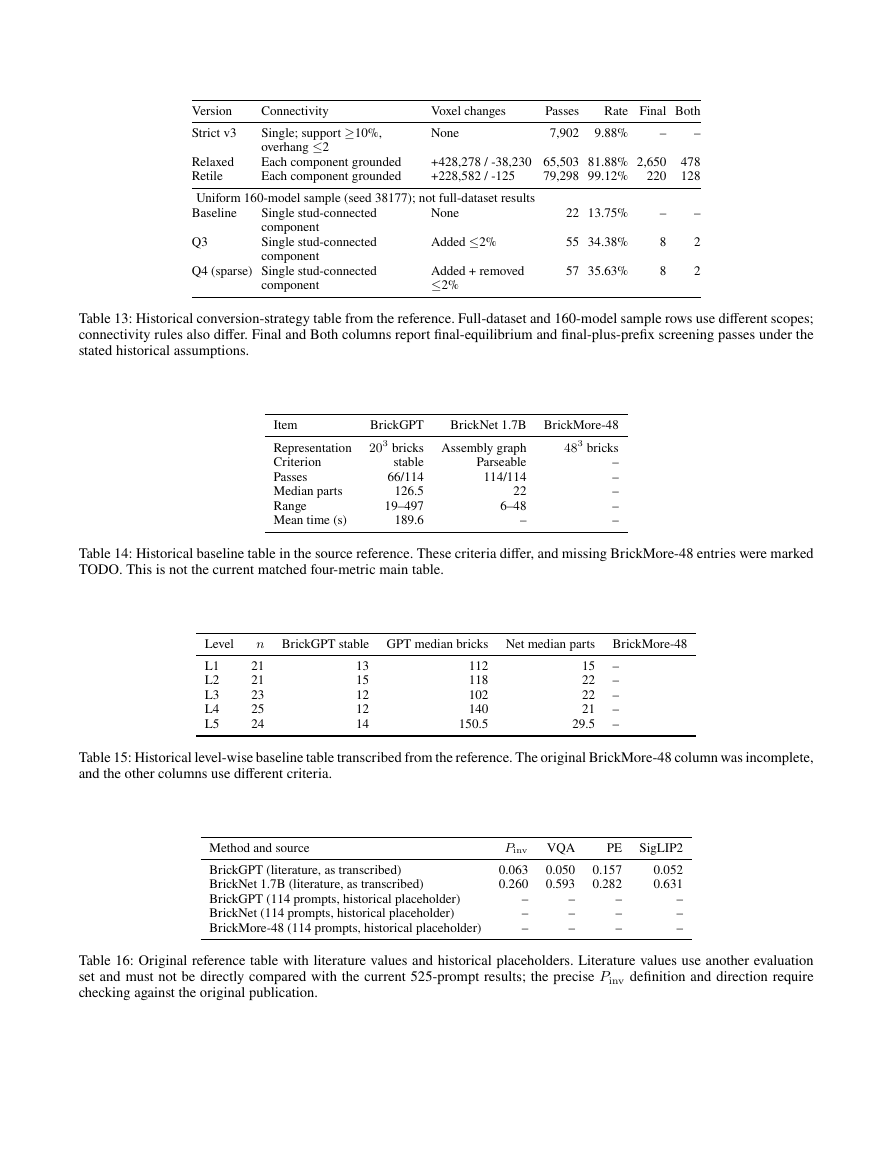 Version Connectivity Voxel changes Passes Rate Final Both
Strict v3 Single; support ≥10%, None 7,902 9.88% – –
overhang ≤2
Relaxed Each component grounded +428,278 / -38,230 65,503 81.88% 2,650 478
Retile Each component grounded +228,582 / -125 79,298 99.12% 220 128
Uniform 160-model sample (seed 38177); not full-dataset results
Baseline Single stud-connected None 22 13.75% – –
component
Q3 Single stud-connected Added ≤2% 55 34.38% 8 2
component
Q4 (sparse) Single stud-connected Added + removed 57 35.63% 8 2
component ≤2%
Table 13: Historical conversion-strategy table from the reference. Full-dataset and 160-model sample rows use different scopes;
connectivity rules also differ. Final and Both columns report final-equilibrium and final-plus-prefix screening passes under the
stated historical assumptions.
Item BrickGPT BrickNet 1.7B BrickMore-48
Representation 20³ bricks Assembly graph 48³ bricks
Criterion stable Parseable –
Passes 66/114 114/114 –
Median parts 126.5 22 –
Range 19–497 6–48 –
Mean time (s) 189.6 – –
Table 14: Historical baseline table in the source reference. These criteria differ, and missing BrickMore-48 entries were marked
TODO. This is not the current matched four-metric main table.
Level n BrickGPT stable GPT median bricks Net median parts BrickMore-48
L1 21 13 112 15 –
L2 21 15 118 22 –
L3 23 12 102 22 –
L4 25 12 140 21 –
L5 24 14 150.5 29.5 –
Table 15: Historical level-wise baseline table transcribed from the reference. The original BrickMore-48 column was incomplete,
and the other columns use different criteria.
Method and source P_inv VQA PE SigLIP2
BrickGPT (literature, as transcribed) 0.063 0.050 0.157 0.052
BrickNet 1.7B (literature, as transcribed) 0.260 0.593 0.282 0.631
BrickGPT (114 prompts, historical placeholder) – – – –
BrickNet (114 prompts, historical placeholder) – – – –
BrickMore-48 (114 prompts, historical placeholder) – – – –
Table 16: Original reference table with literature values and historical placeholders. Literature values use another evaluation
set and must not be directly compared with the current 525-prompt results; the precise P_inv definition and direction require
checking against the original publication.